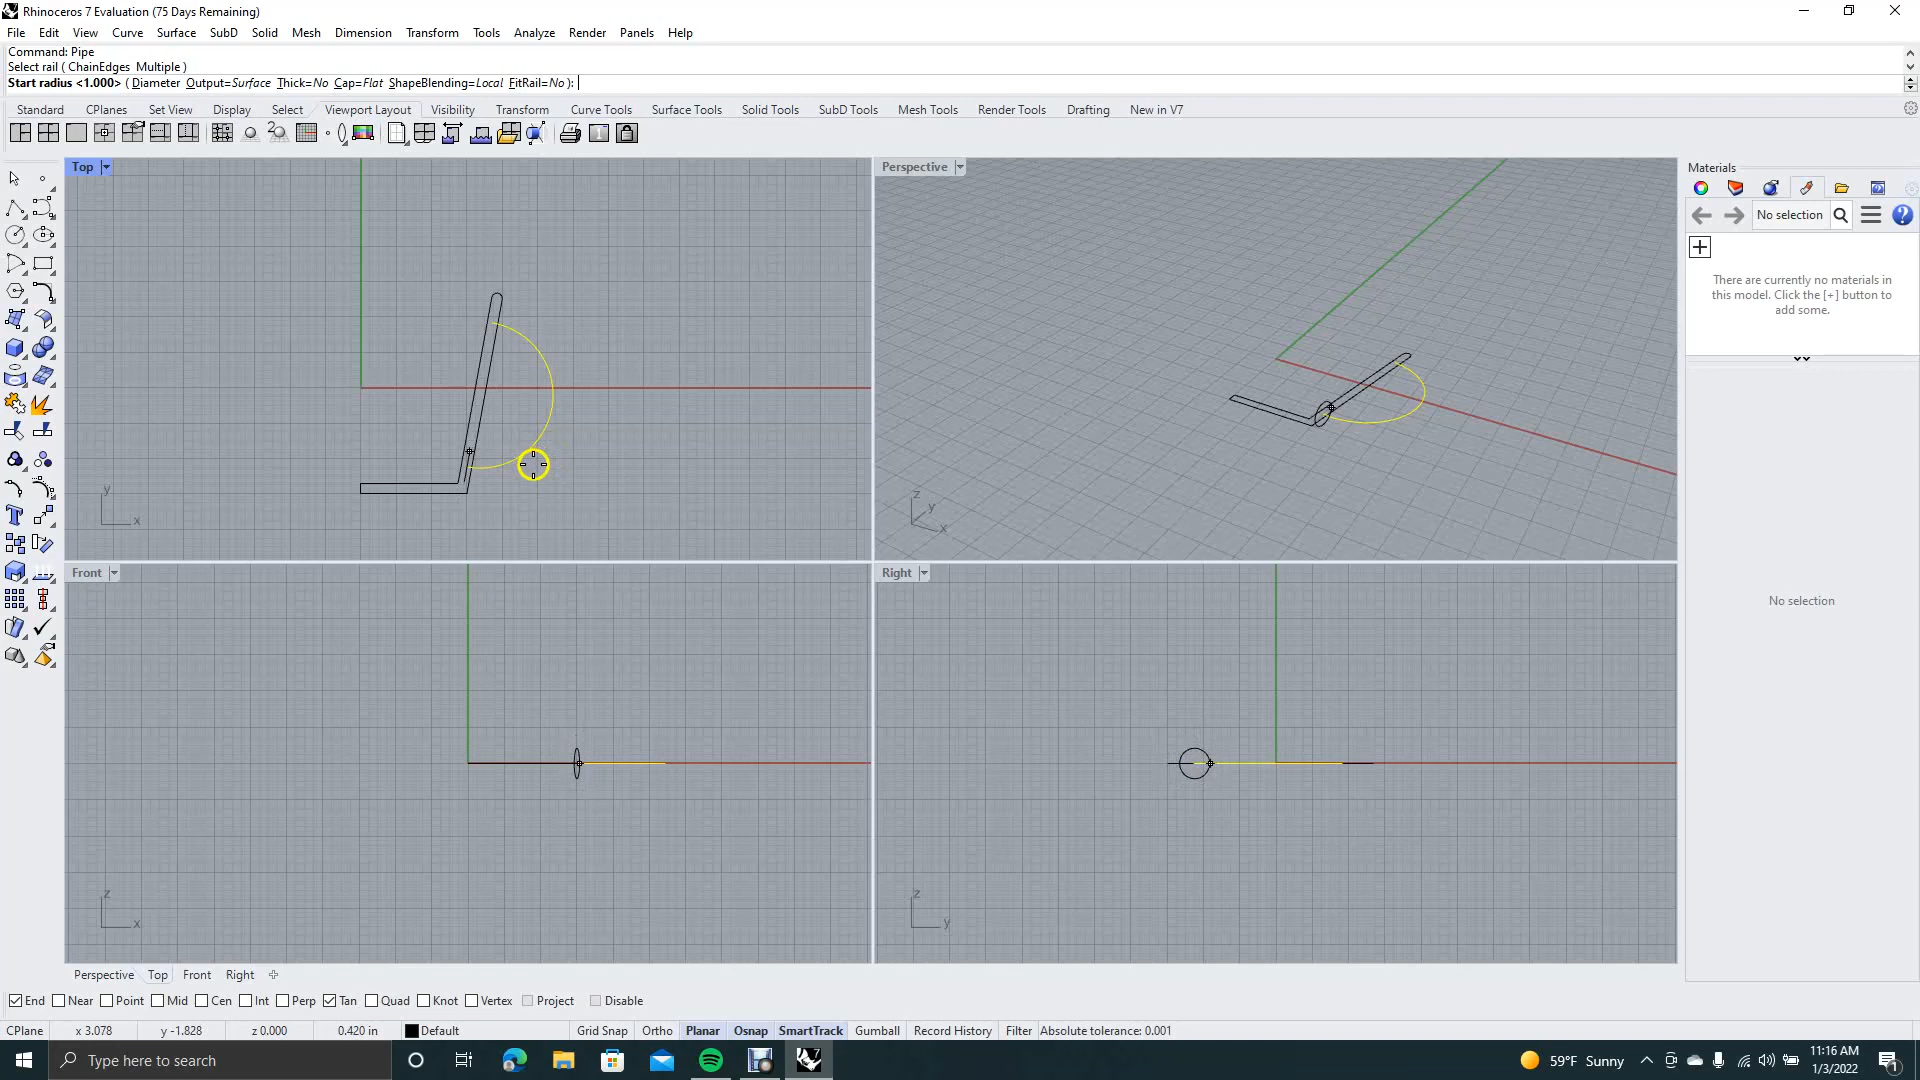 Rhinoceros 7 Evaluation (75 Days Remaining)
File Edit View Curve Surface SubD Solid Mesh Dimension Transform Tools Analyze Render Panels Help
Command: Pipe
Select rail ( ChainEdges Multiple )
Start radius <1.000> ( Diameter Output=Surface Thick=No Cap=Flat ShapeBlending=Local FitRail=No ):
Standard CPlanes Set View Display Select Viewport Layout Visibility Transform Curve Tools Surface Tools Solid Tools SubD Tools Mesh Tools Render Tools Drafting New in V7
Top
Perspective
Materials
No selection
There are currently no materials in
this model. Click the [+] button to
add some.
y
x
z
y
x
Front
Right
No selection
z
x
z
y
Perspective Top Front Right
End Near Point Mid Cen Int Perp Tan Quad Knot Vertex Project Disable
CPlane x 3.078 y -1.828 z 0.000 0.420 in Default Grid Snap Ortho Planar Osnap SmartTrack Gumball Record History Filter Absolute tolerance: 0.001
Type here to search
59°F Sunny
11:16 AM
1/3/2022
1